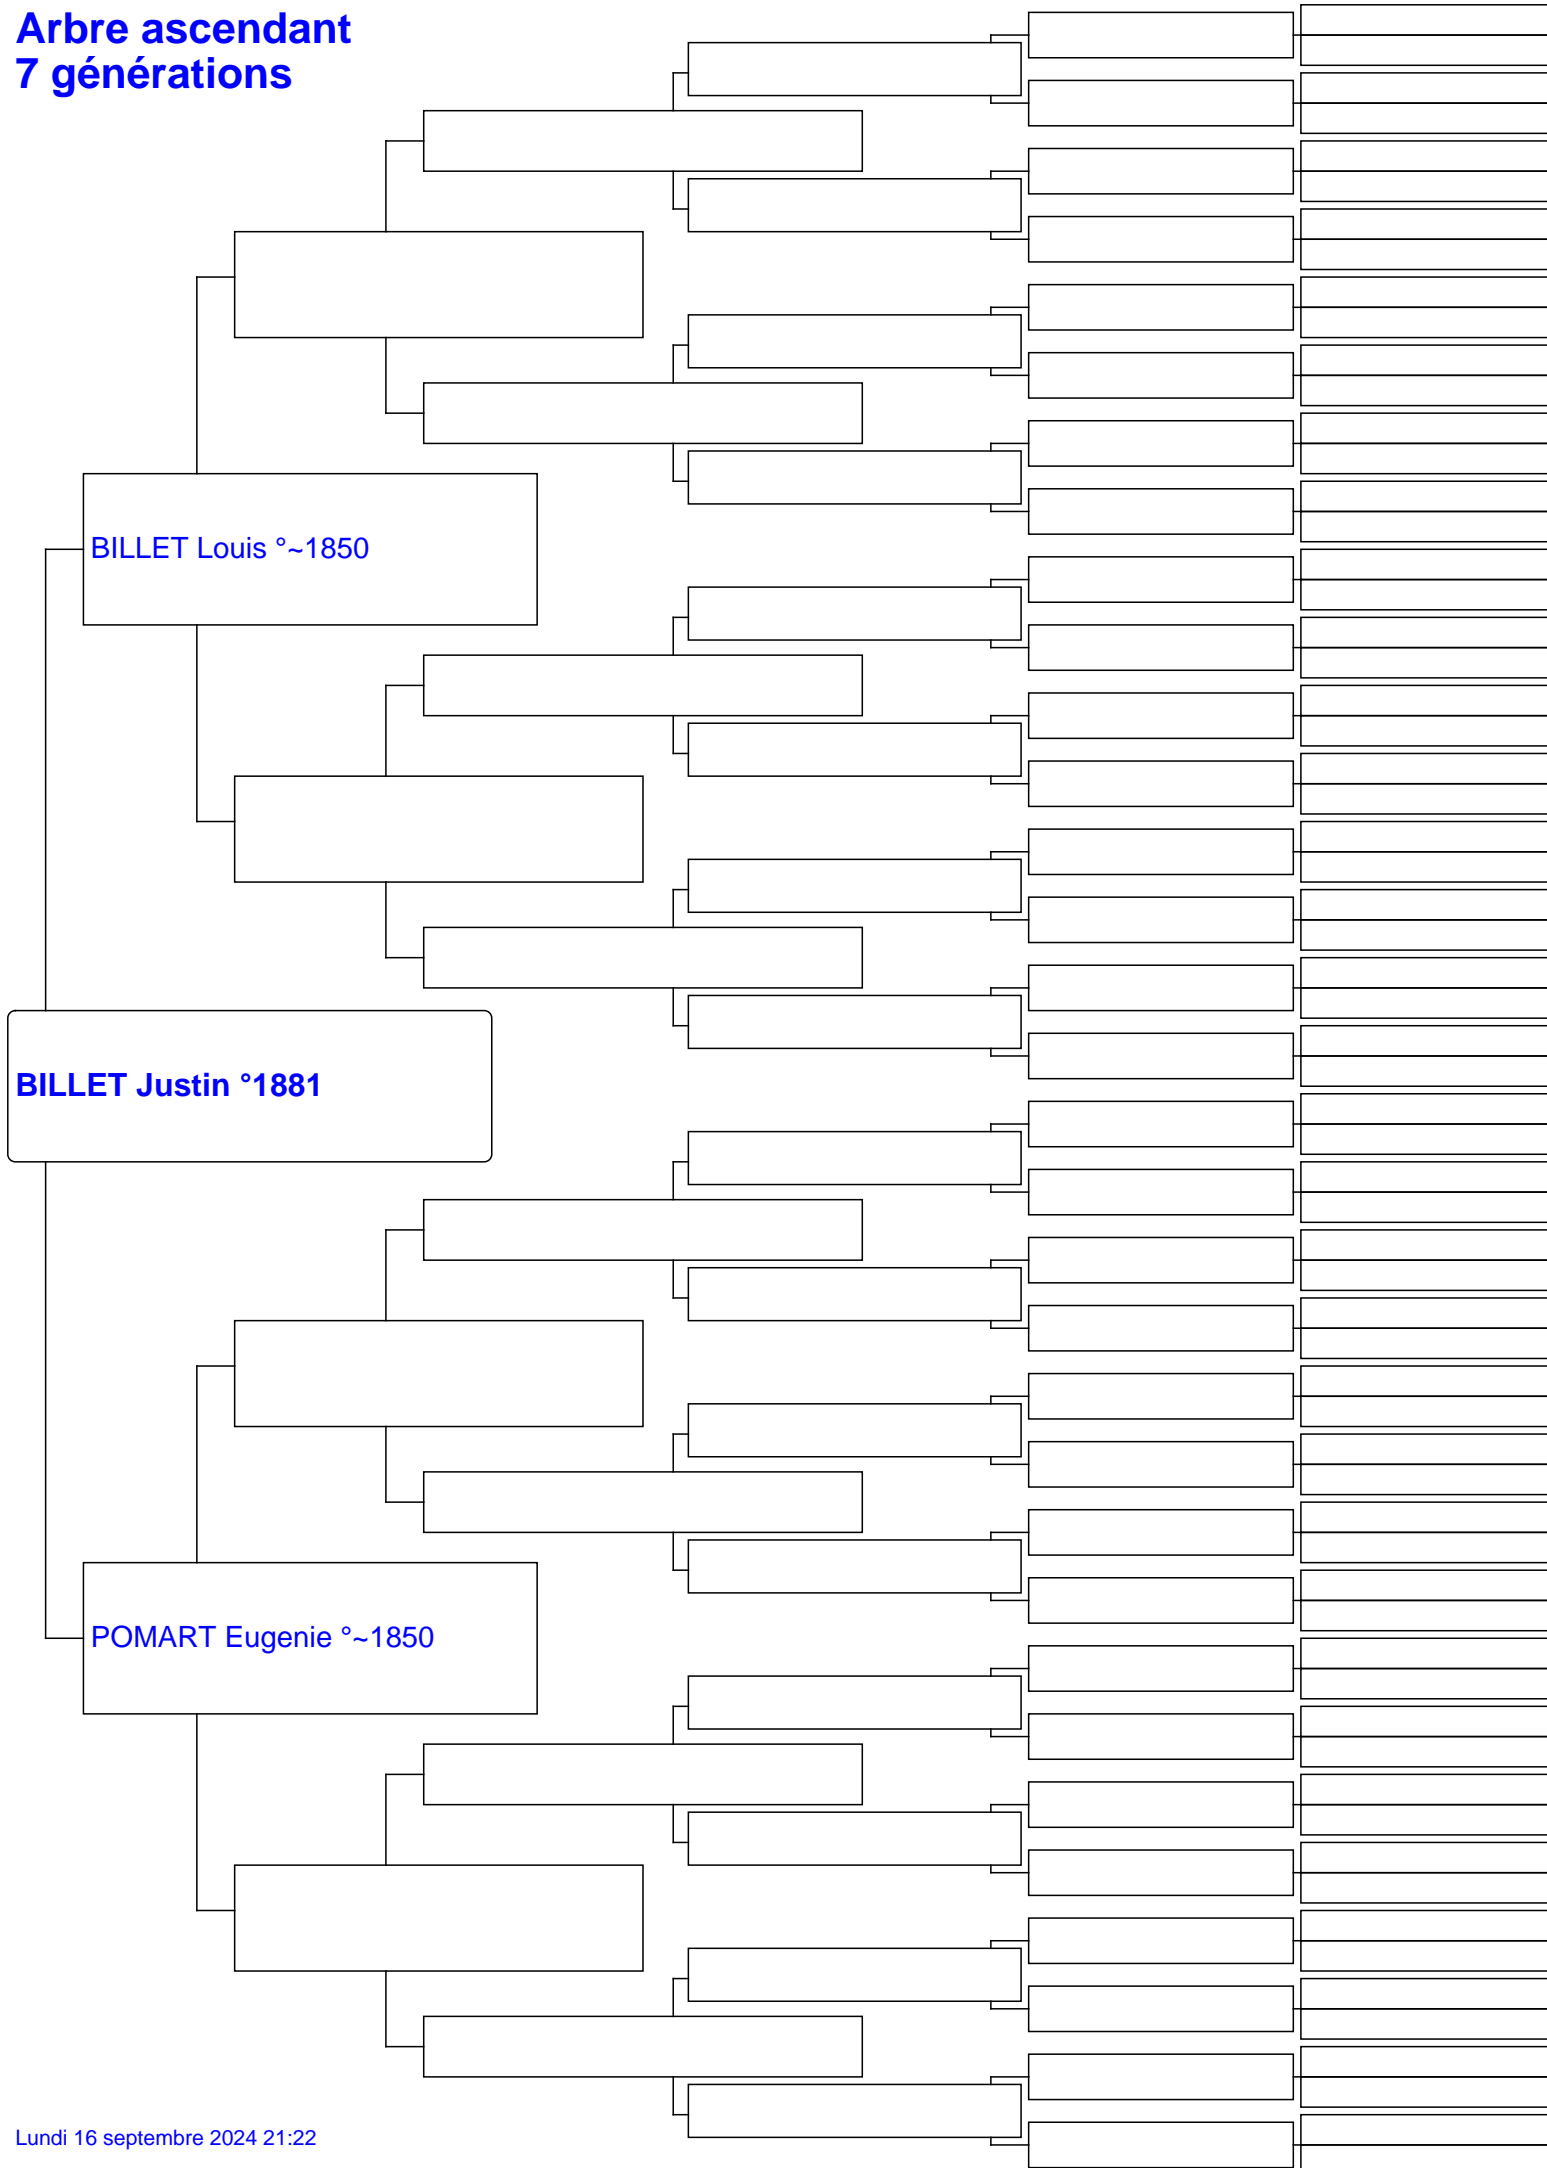 Arbre ascendant
7 générations
BILLET Louis °~1850
BILLET Justin °1881
POMART Eugenie °~1850
Lundi 16 septembre 2024 21:22